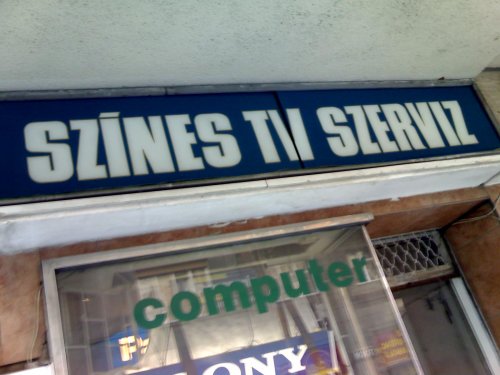 SZÍNES TV SZERVIZ
computer
SONY